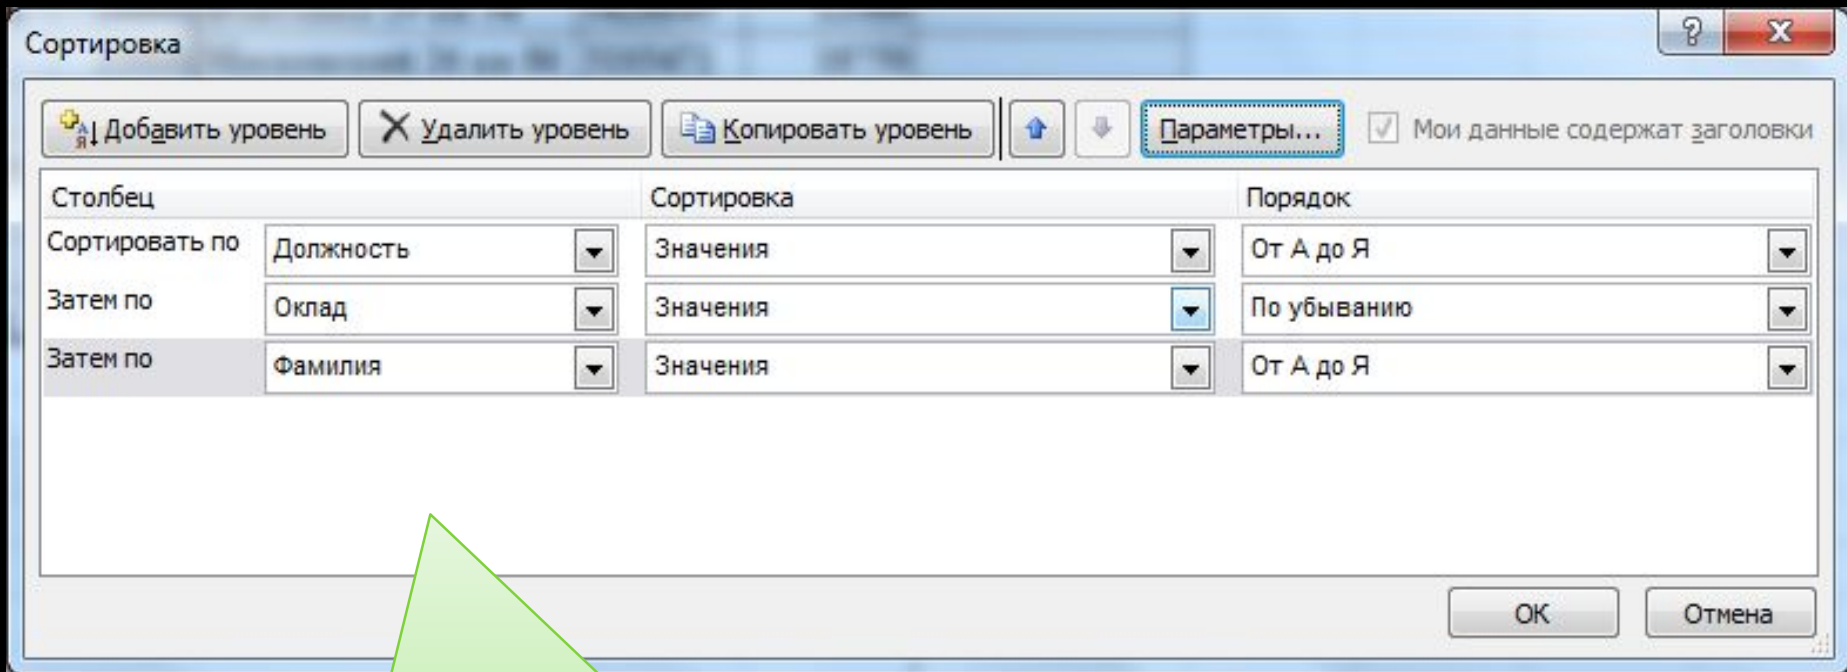 Сортировка
Добавить уровень Удалить уровень Копировать уровень Параметры... Мои данные содержат заголовки
Столбец Сортировка Порядок
Сортировать по Должность Значения От А до Я
Затем по Оклад Значения По убыванию
Затем по Фамилия Значения От А до Я
ОК Отмена